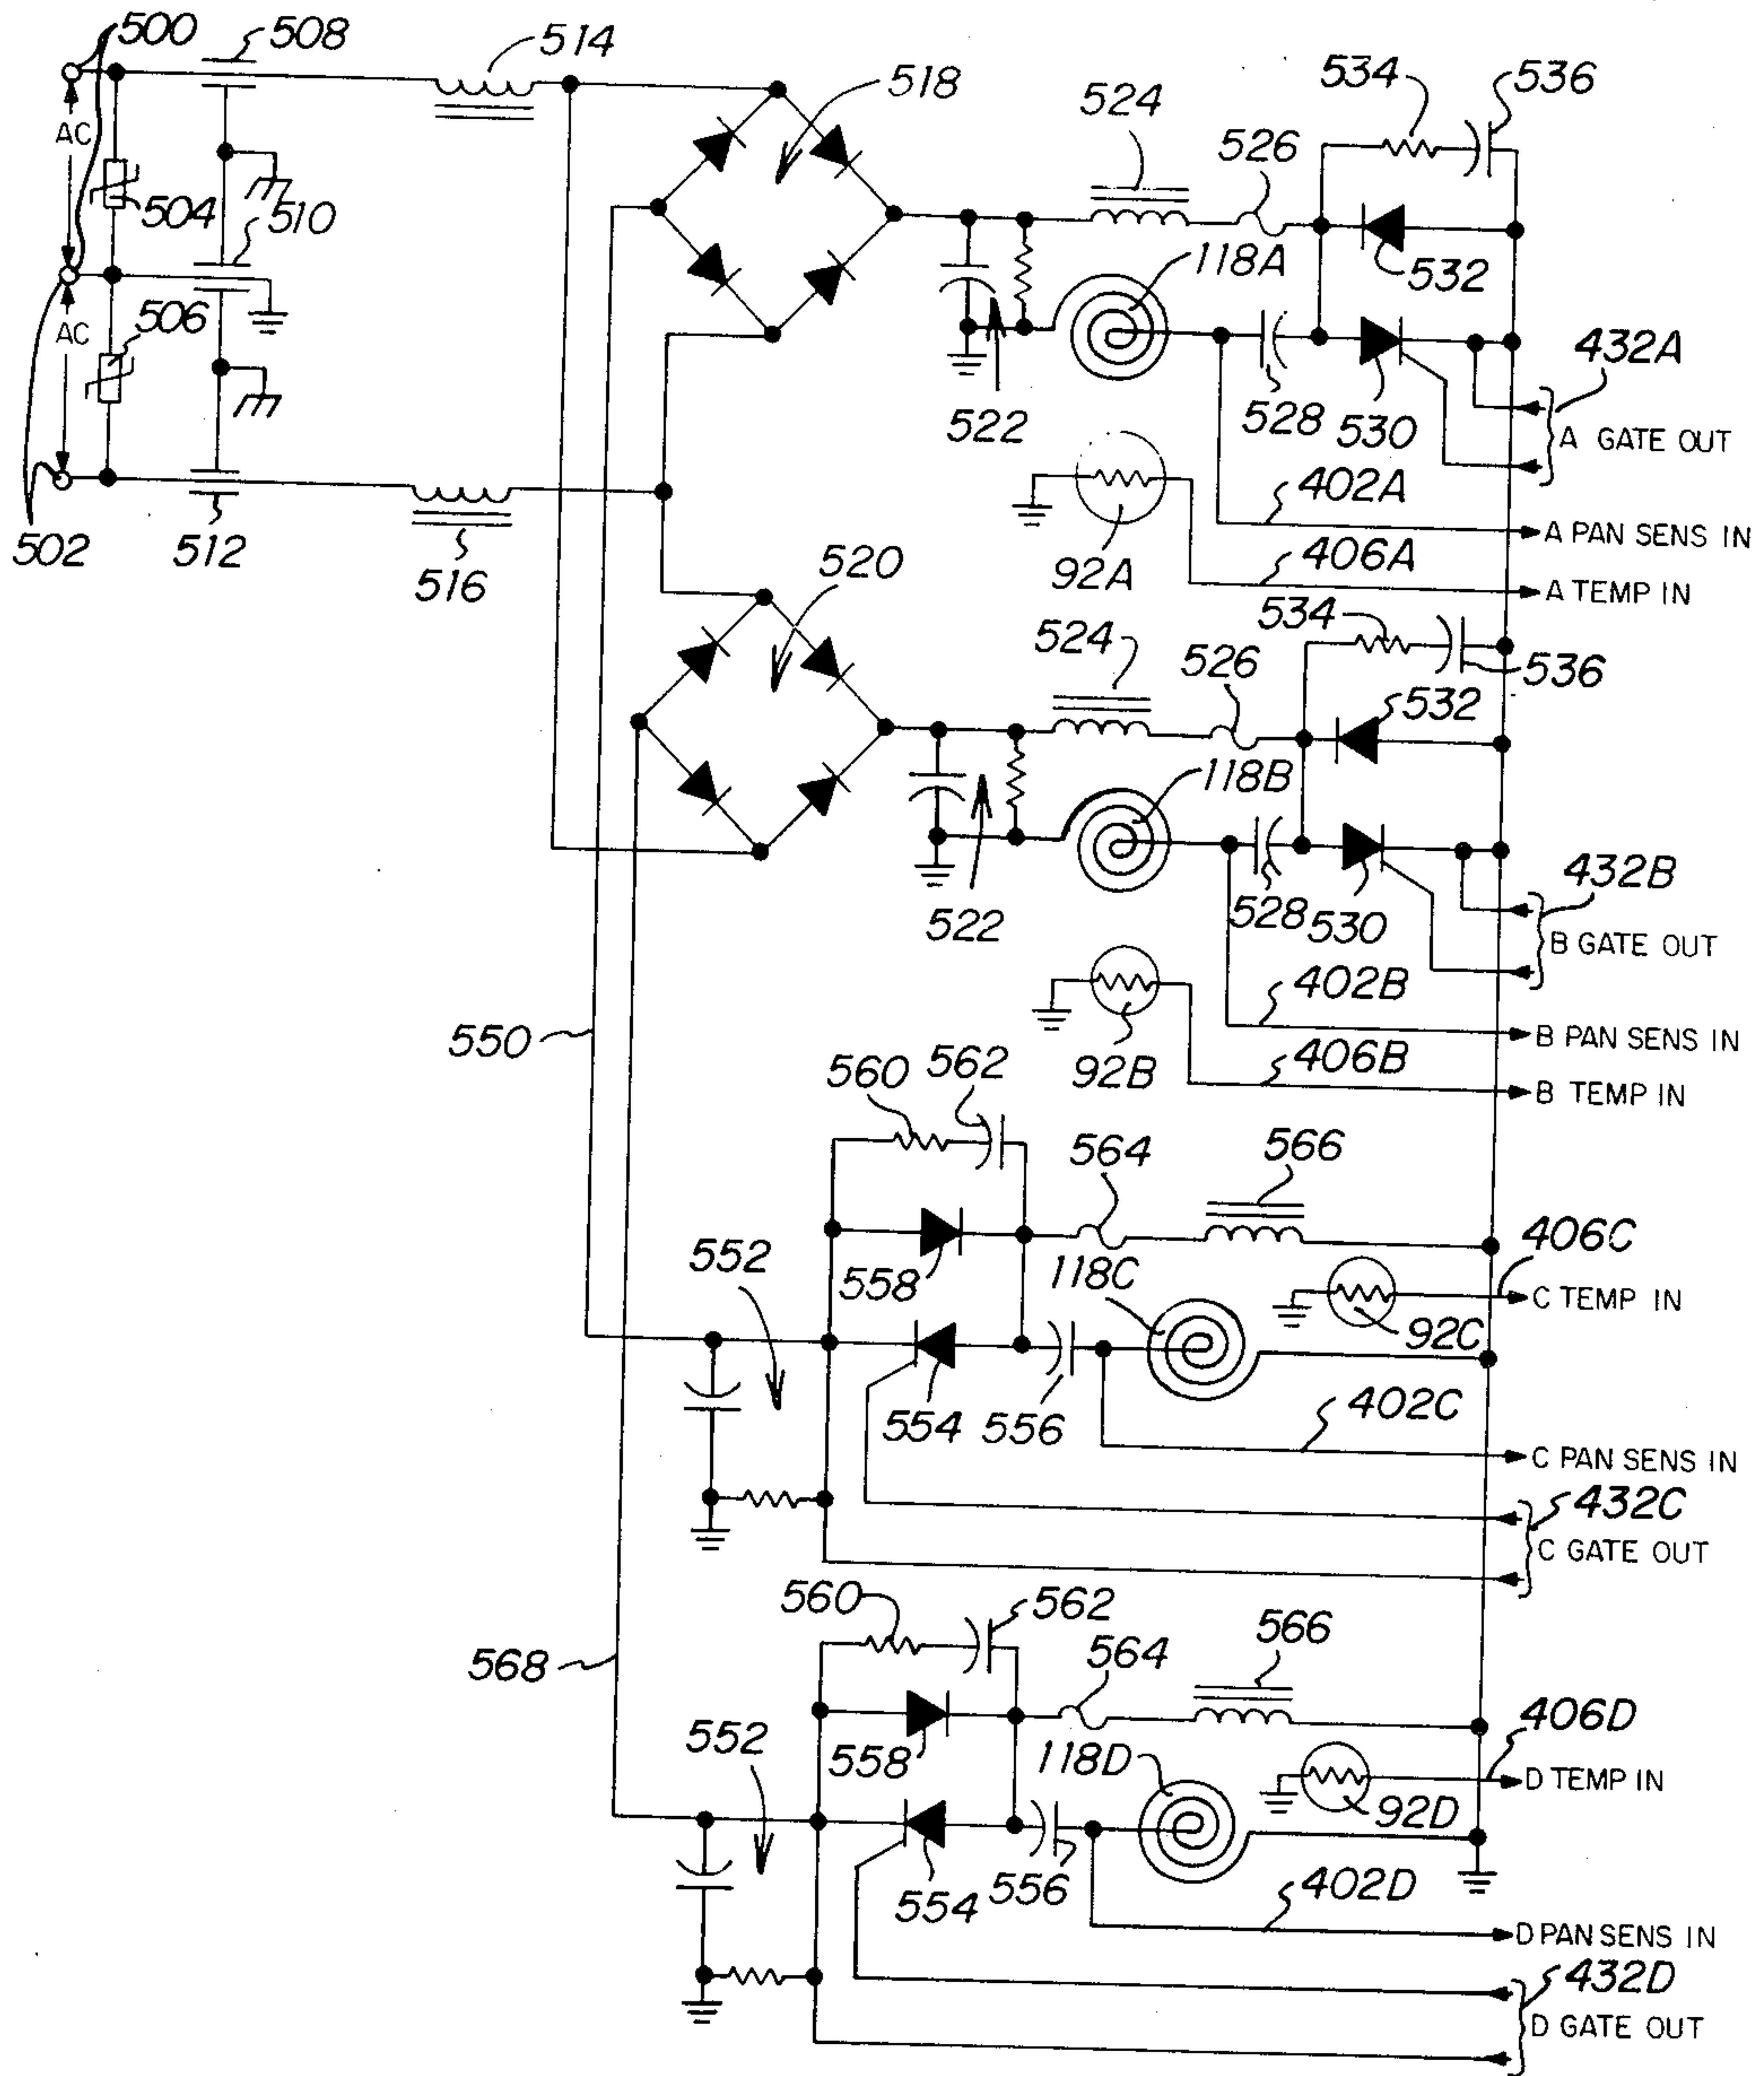 500
508
514
518
524
526
534
536
AC
504
510
118A
532
AC
506
522
528
530
432A
A GATE OUT
502
512
516
92A
402A
A PAN SENS IN
406A
A TEMP IN
520
524
526
534
536
532
118B
522
528
530
432B
B GATE OUT
92B
402B
B PAN SENS IN
406B
B TEMP IN
550
560
562
564
566
552
558
118C
406C
C TEMP IN
92C
554
556
402C
C PAN SENS IN
432C
C GATE OUT
568
560
562
564
566
552
558
118D
406D
D TEMP IN
92D
554
556
402D
D PAN SENS IN
432D
D GATE OUT